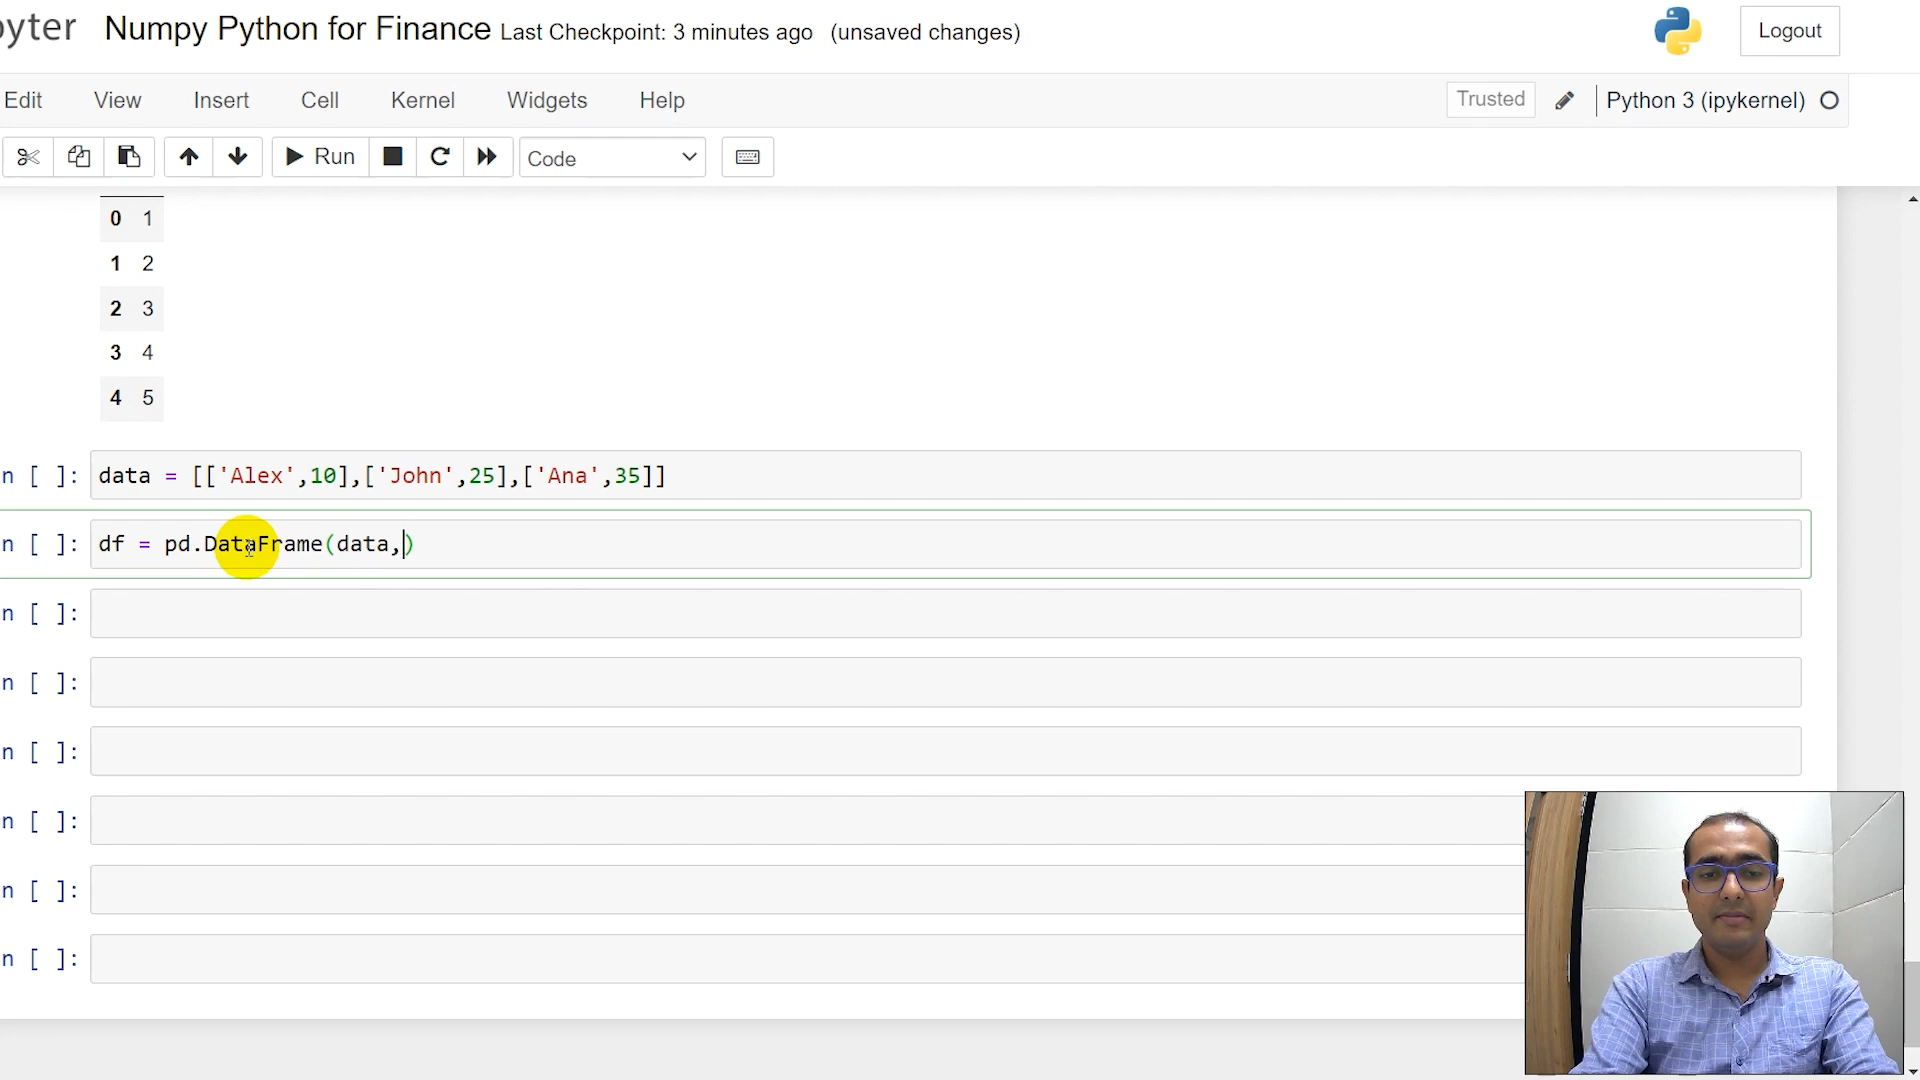 yter Numpy Python for Finance Last Checkpoint: 3 minutes ago (unsaved changes) Logout
Edit View Insert Cell Kernel Widgets Help Trusted Python 3 (ipykernel)
Run Code
0 1
1 2
2 3
3 4
4 5
n [ ]: data = [['Alex',10],['John',25],['Ana',35]]
n [ ]: df = pd.DataFrame(data,)
n [ ]:
n [ ]:
n [ ]:
n [ ]:
n [ ]:
n [ ]: